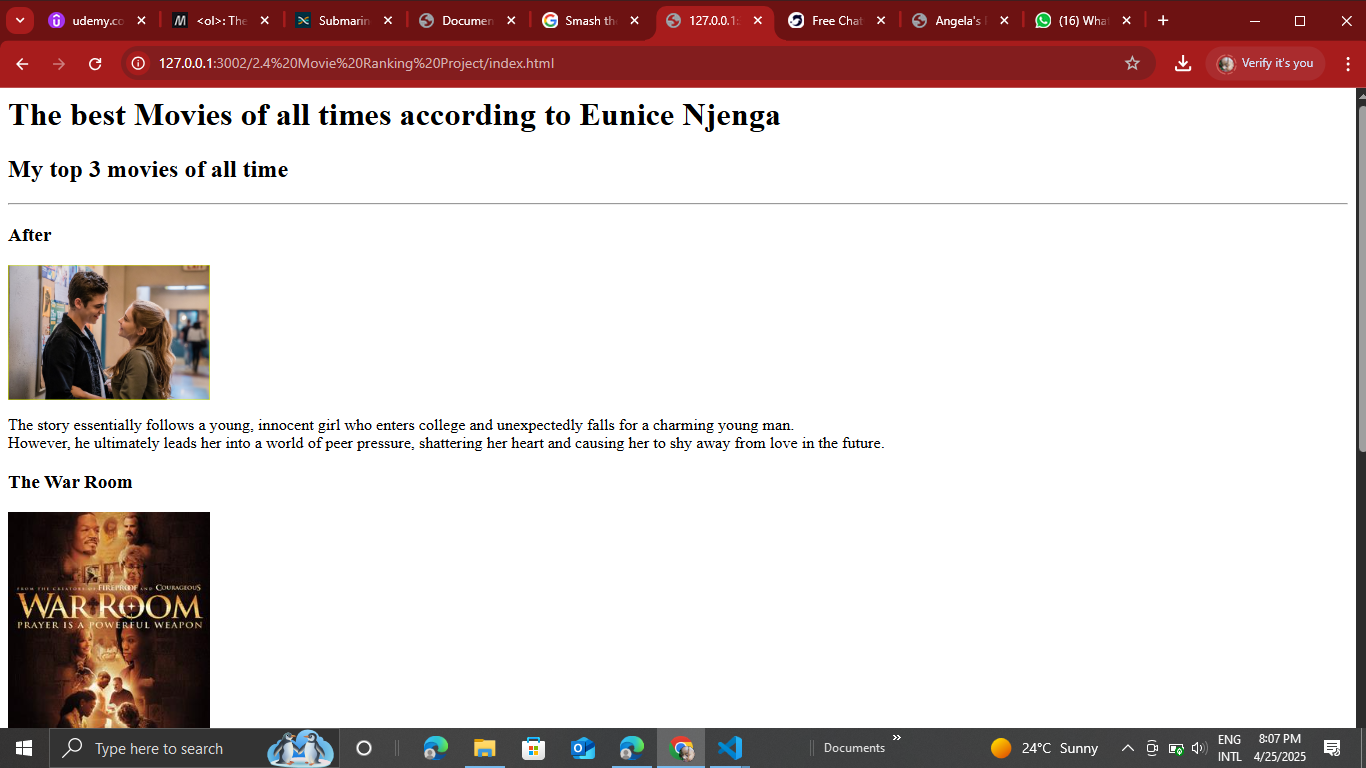 udemy.co
<ol>: The
Submarin
Documen
Smash the
127.0.0.1:
Free Chat
Angela's
(16) What
127.0.0.1:3002/2.4%20Movie%20Ranking%20Project/index.html
Verify it's you
The best Movies of all times according to Eunice Njenga
My top 3 movies of all time
After
The story essentially follows a young, innocent girl who enters college and unexpectedly falls for a charming young man.
However, he ultimately leads her into a world of peer pressure, shattering her heart and causing her to shy away from love in the future.
The War Room
FROM THE CREATORS OF FIREPROOF AND COURAGEOUS
WAR ROOM
PRAYER IS A POWERFUL WEAPON
Type here to search
Documents
24°C Sunny
ENG
INTL
8:07 PM
4/25/2025